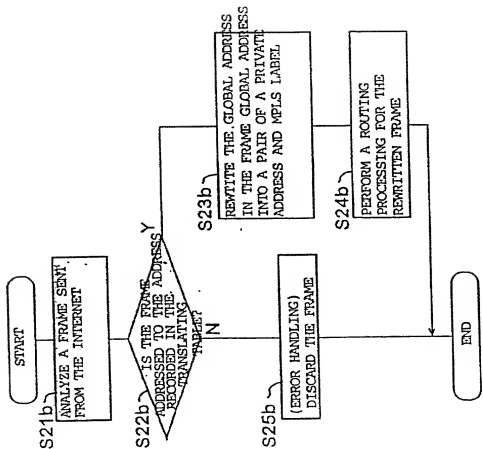 START
S21b
ANALYZE A FRAME SENT
FROM THE INTERNET
S22b
IS THE FRAME
ADDRESSED TO THE ADDRESS
RECORDED IN THE
TRANSLATING
TABLE?
Y
N
S23b
REWTITE THE GLOBAL ADDRESS
IN THE FRAME GLOBAL ADDRESS
INTO A PAIR OF A PRIVATE
ADDRESS AND MPLS LABEL
S24b
PERFORM A ROUTING
PROCESSING FOR THE
REWRITTEN FRAME
S25b
(ERROR HANDLING)
DISCARD THE FRAME
END